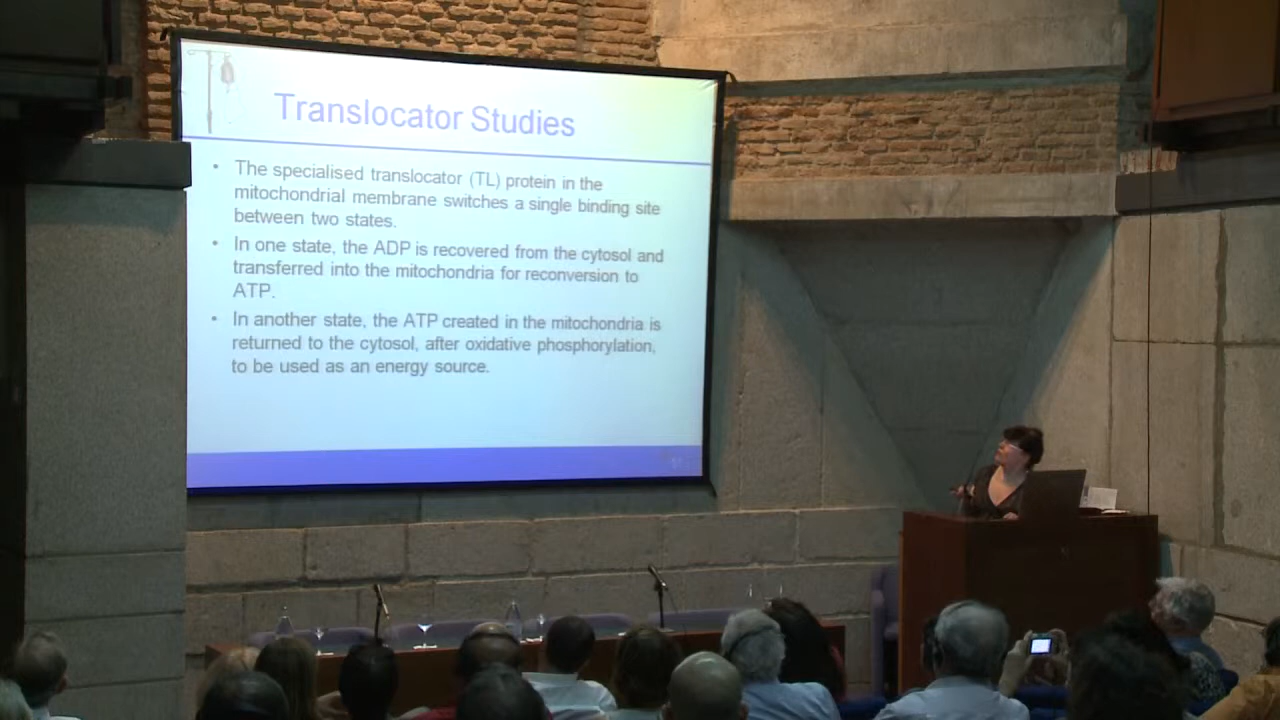 Translocator Studies
• The specialised translocator (TL) protein in the
mitochondrial membrane switches a single binding site
between two states.
• In one state, the ADP is recovered from the cytosol and
transferred into the mitochondria for reconversion to
ATP.
• In another state, the ATP created in the mitochondria is
returned to the cytosol, after oxidative phosphorylation,
to be used as an energy source.